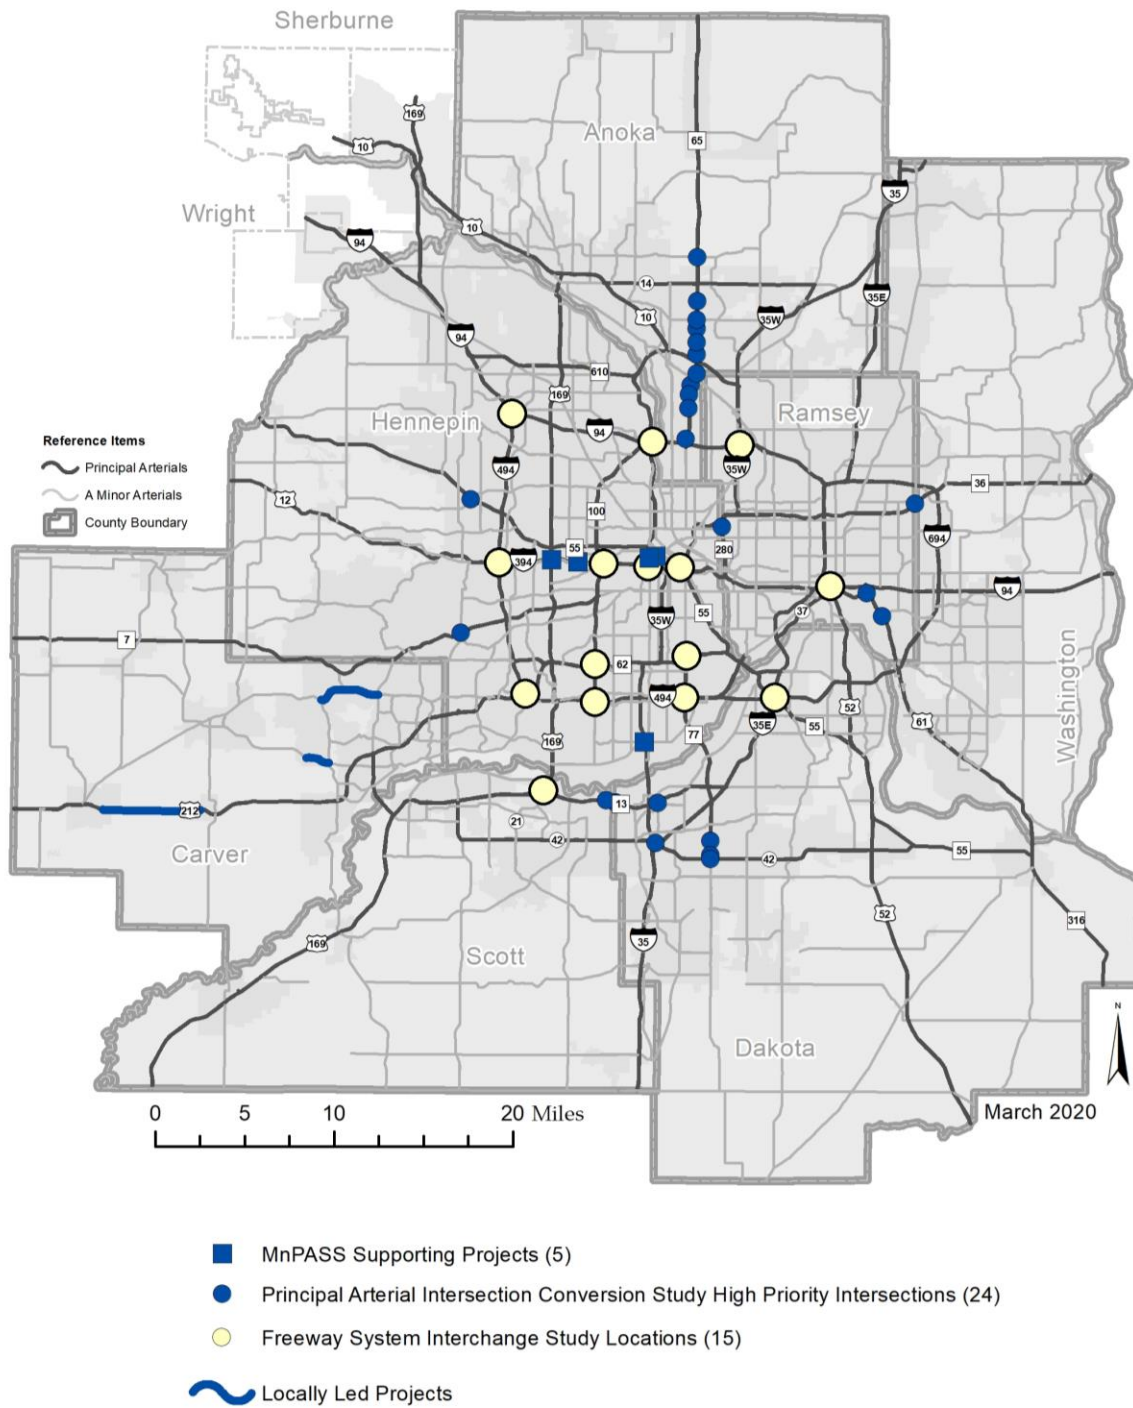 Sherburne
169
10
Anoka
65
35
Wright
10
94
14
35E
10
35W
94
610
169
Ramsey
Hennepin
94
Reference Items
Principal Arterials
A Minor Arterials
County Boundary
494
35W
36
12
100
55
394
280
694
94
37
55
35W
7
62
494
Washington
52
61
35E
55
77
169
212
13
21
42
42
55
Carver
52
316
169
35
Scott
N
Dakota
0 5 10 20 Miles
March 2020
MnPASS Supporting Projects (5)
Principal Arterial Intersection Conversion Study High Priority Intersections (24)
Freeway System Interchange Study Locations (15)
Locally Led Projects